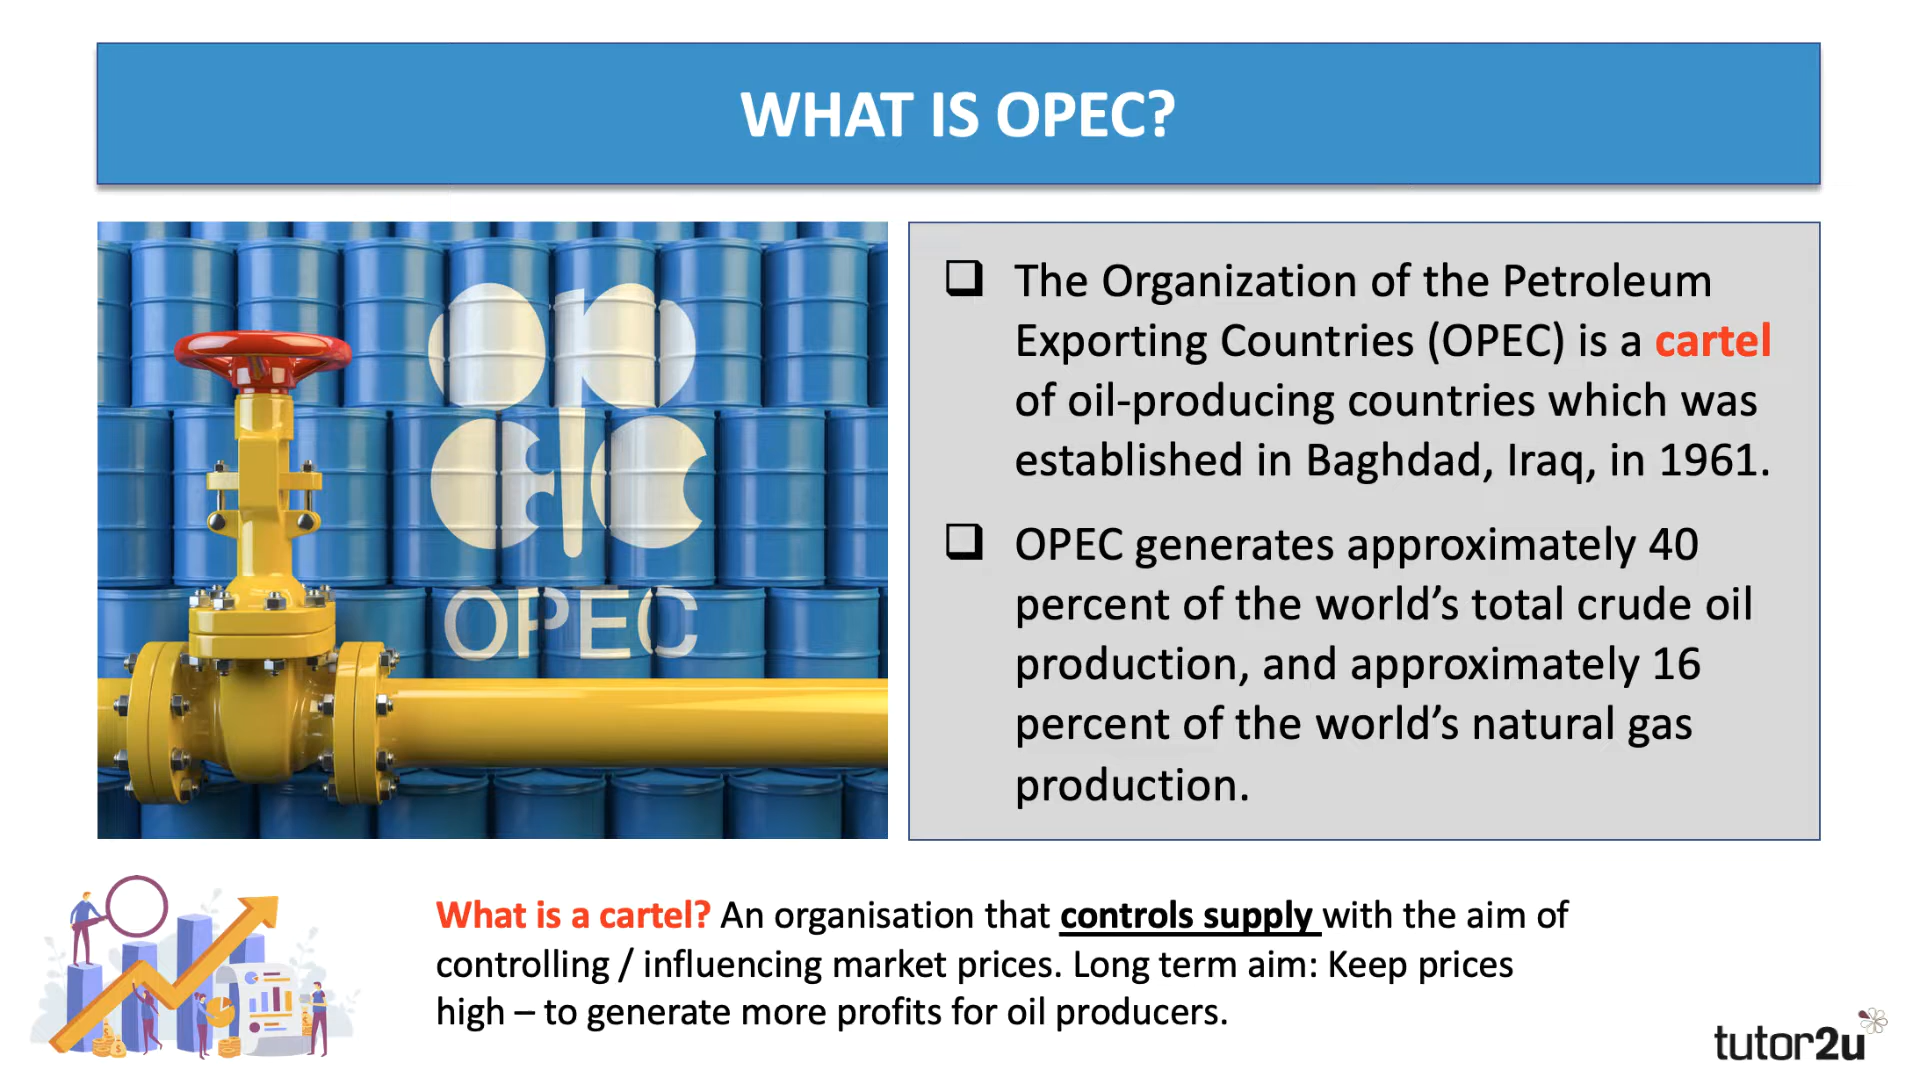 WHAT IS OPEC?
OPEC
❑ The Organization of the Petroleum
Exporting Countries (OPEC) is a cartel
of oil-producing countries which was
established in Baghdad, Iraq, in 1961.
❑ OPEC generates approximately 40
percent of the world’s total crude oil
production, and approximately 16
percent of the world’s natural gas
production.
What is a cartel? An organisation that controls supply with the aim of
controlling / influencing market prices. Long term aim: Keep prices
high – to generate more profits for oil producers.
tutor2u